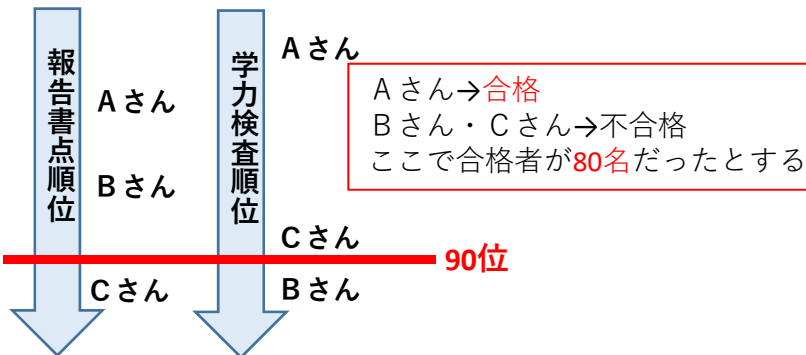 報告書点順位
Aさん
Bさん
Cさん
学力検査順位
Aさん
Cさん
Bさん
Aさん→合格
Bさん・Cさん→不合格
ここで合格者が80名だったとする
90位